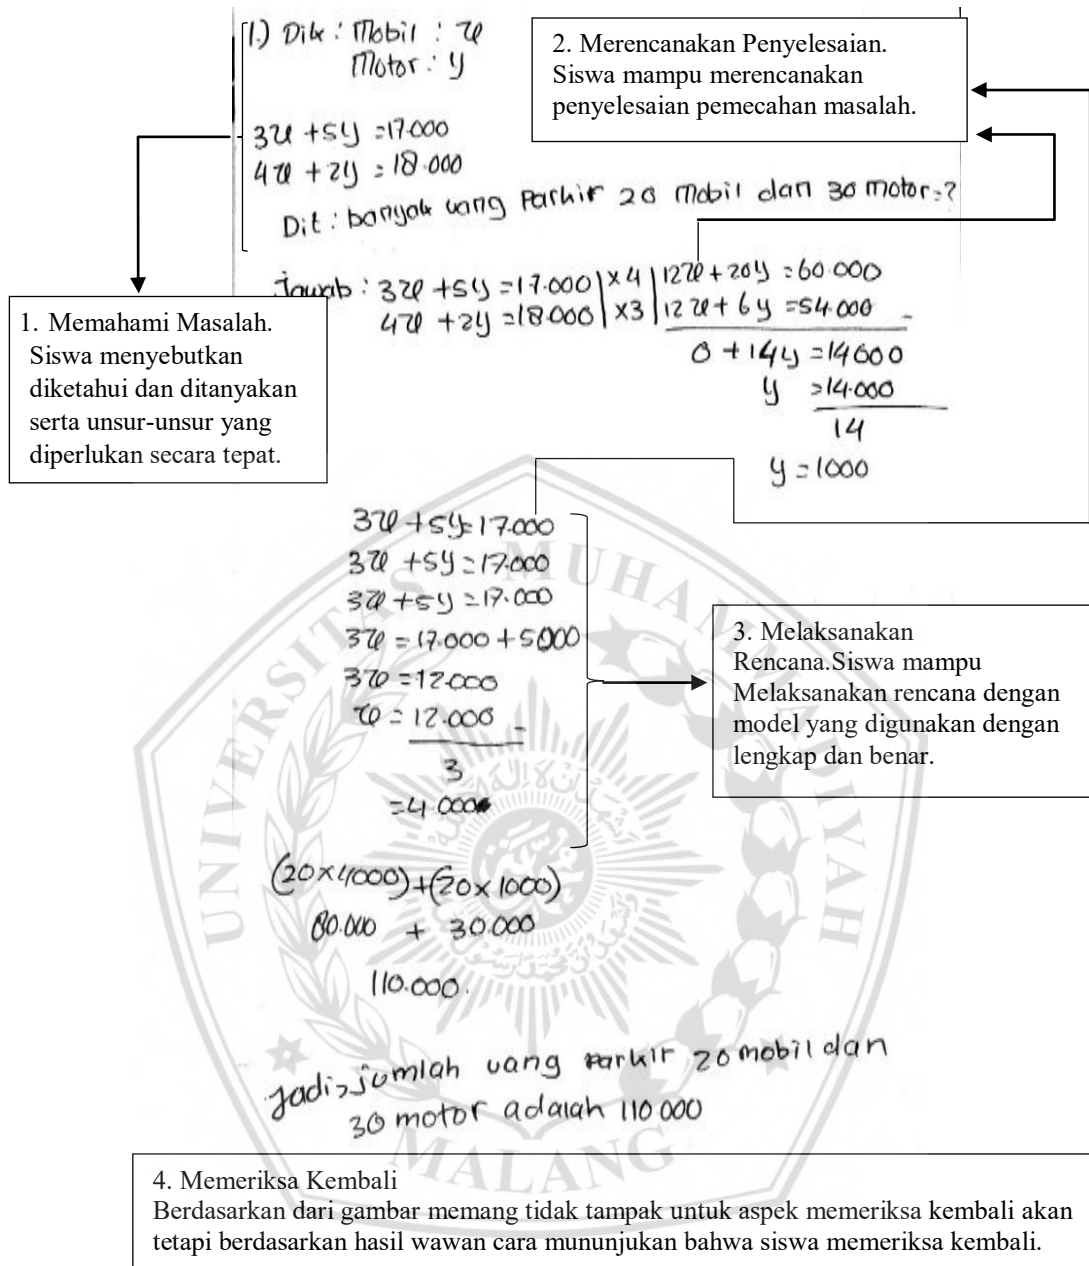 1.) Dik : Mobil : x
Motor : y
2. Merencanakan Penyelesaian.
Siswa mampu merencanakan
penyelesaian pemecahan masalah.
3x + 5y = 17.000
4x + 2y = 18.000
Dit : banyak uang Parkir 20 mobil dan 30 motor = ?
Jawab : 3x + 5y = 17.000 | x4 | 12x + 20y = 60.000
4x + 2y = 18.000 | x3 | 12x + 6y = 54.000 -
0 + 14y = 14000
y = 14.000
14
y = 1000
1. Memahami Masalah.
Siswa menyebutkan
diketahui dan ditanyakan
serta unsur-unsur yang
diperlukan secara tepat.
3x + 5y = 17.000
3x + 5y = 17.000
3x + 5y = 17.000
3x = 17.000 + 5000
3x = 12.000
x = 12.000 -
3
= 4.000
3. Melaksanakan
Rencana.Siswa mampu
Melaksanakan rencana dengan
model yang digunakan dengan
lengkap dan benar.
(20 x 4000) + (20 x 1000)
80.000 + 30.000
110.000.
Jadi, jumlah uang Parkir 20 mobil dan
30 motor adalah 110 000
UNIVERSITAS MUHAMMADIYAH
MALANG
4. Memeriksa Kembali
Berdasarkan dari gambar memang tidak tampak untuk aspek memeriksa kembali akan
tetapi berdasarkan hasil wawan cara mununjukan bahwa siswa memeriksa kembali.